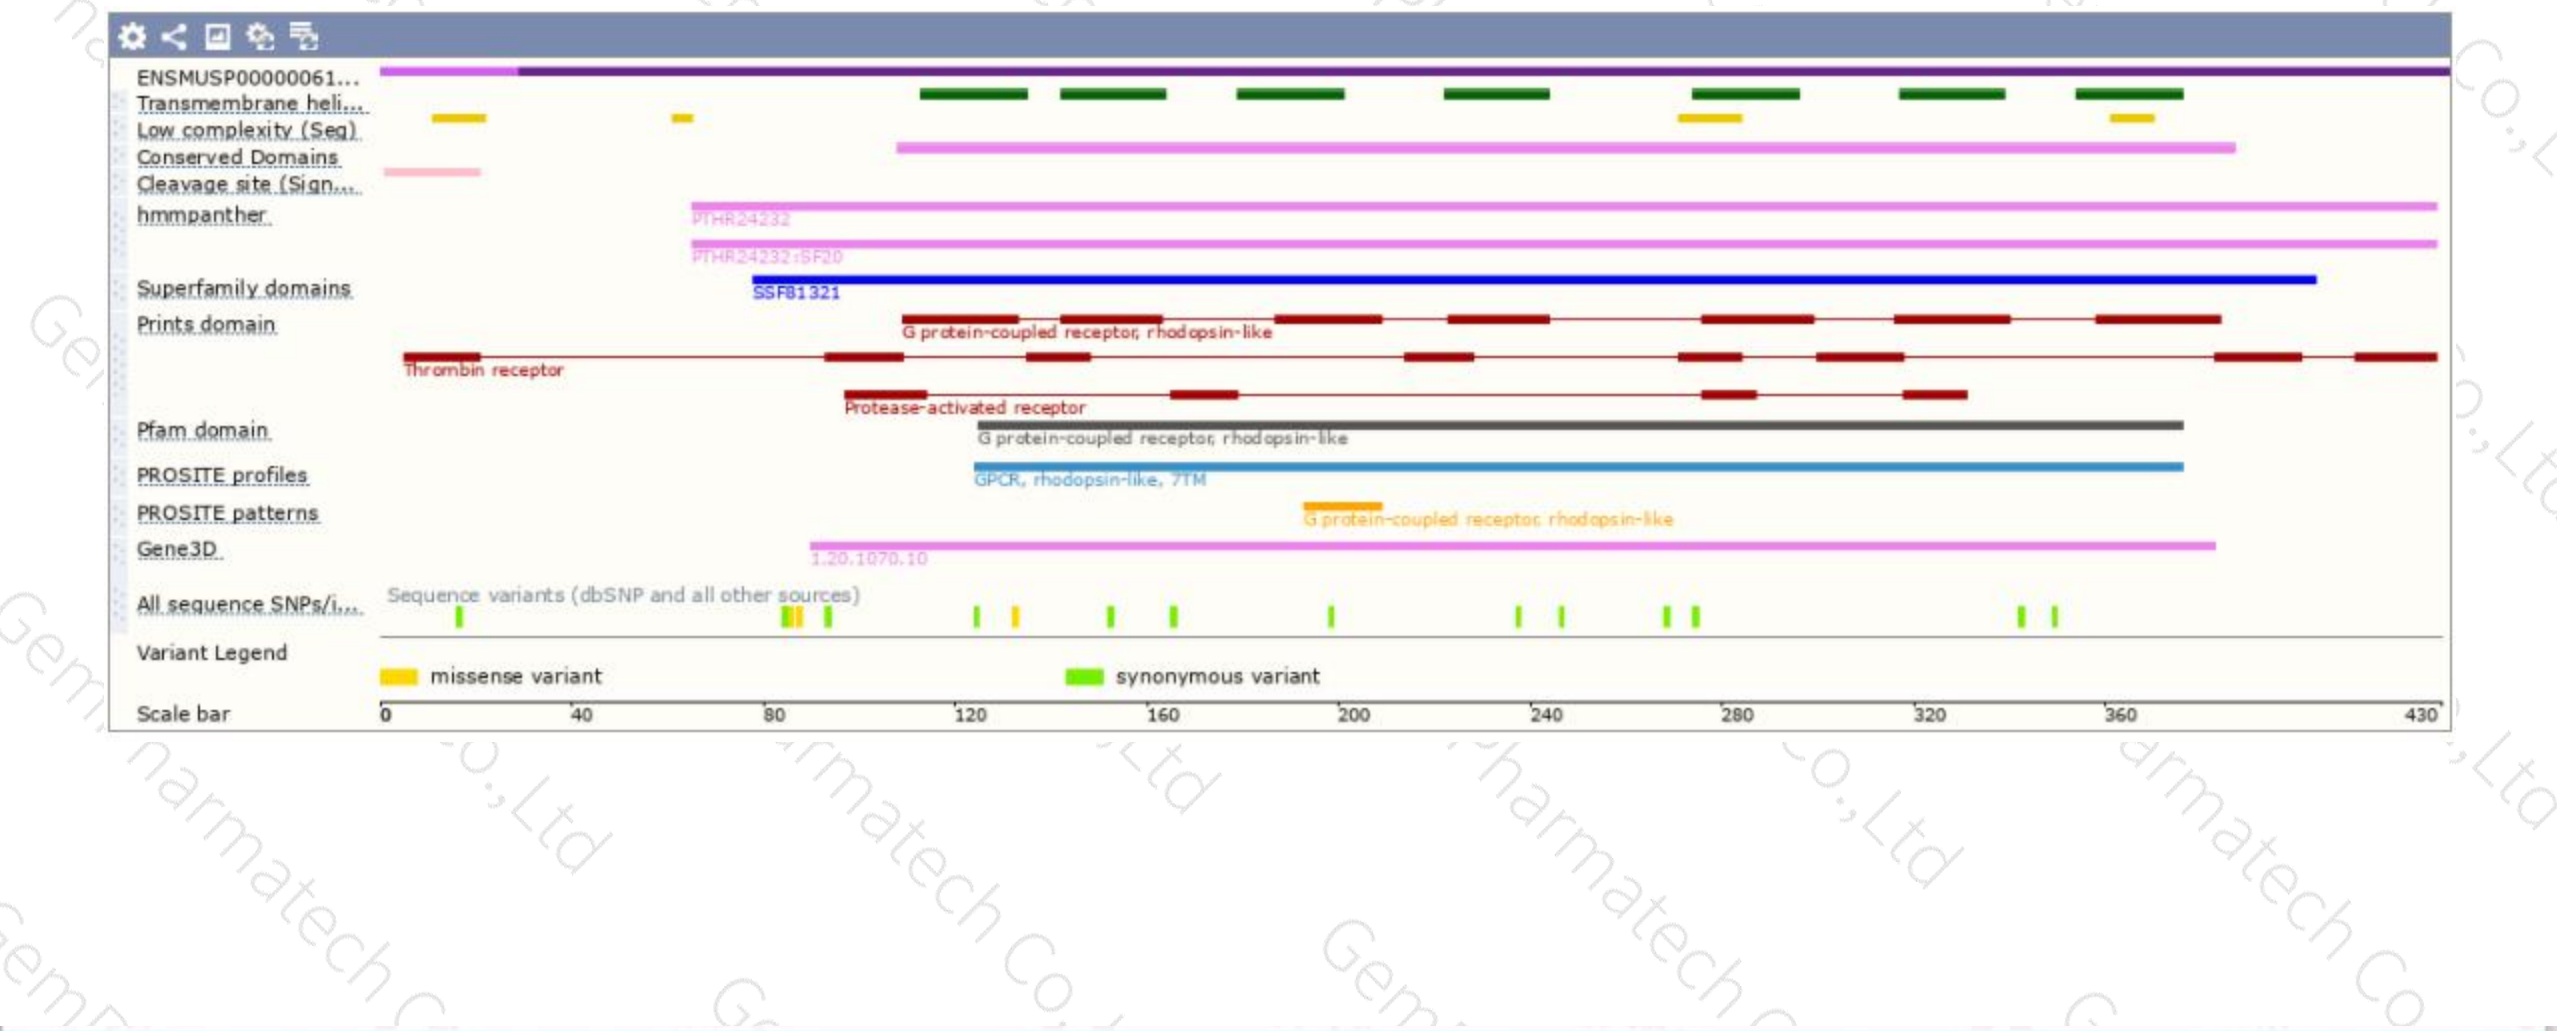 ENSMUSP00000061...
Transmembrane heli...
Low complexity (Seg)
Conserved Domains
Cleavage site (Sign...
hmmpanther
PTHR24232
PTHR24232:SF20
Superfamily domains
SSF81321
Prints domain
G protein-coupled receptor, rhodopsin-like
Thrombin receptor
Protease-activated receptor
Pfam domain
G protein-coupled receptor, rhodopsin-like
PROSITE profiles
GPCR, rhodopsin-like, 7TM
PROSITE patterns
G protein-coupled receptor, rhodopsin-like
Gene3D
1.20.1070.10
All sequence SNPs/i...
Sequence variants (dbSNP and all other sources)
Variant Legend
missense variant
synonymous variant
Scale bar
0 40 80 120 160 200 240 280 320 360 430